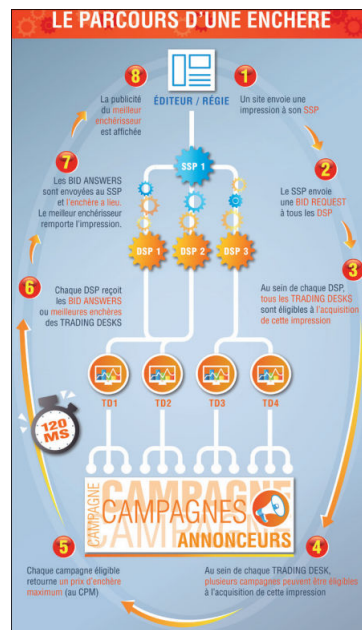 LE PARCOURS D'UNE ENCHÈRE
8
1
La publicité
du meilleur
enchérisseur
est affichée
ÉDITEUR / RÉGIE
Un site envoie une
impression à son SSP
7
Les BID ANSWERS
sont envoyées au SSP
et l'enchère a lieu.
Le meilleur enchérisseur
remporte l'impression.
SSP 1
2
Le SSP envoie
une BID REQUEST
à tous les DSP
DSP 1
DSP 2
DSP 3
3
6
Chaque DSP reçoit
les BID ANSWERS
ou meilleures enchères
des TRADING DESKS
Au sein de chaque DSP,
tous les TRADING DESKS
sont éligibles à l'acquisition
de cette impression
TD1
TD2
TD3
TD4
120
MS
CAMPAGNE
CAMPAGNE
CAMPAGNES
CAMPAGNE
ANNONCEURS
5
4
Chaque campagne éligible
retourne un prix d'enchère
maximum (au CPM)
Au sein de chaque TRADING DESK,
plusieurs campagnes peuvent être éligibles
à l'acquisition de cette impression